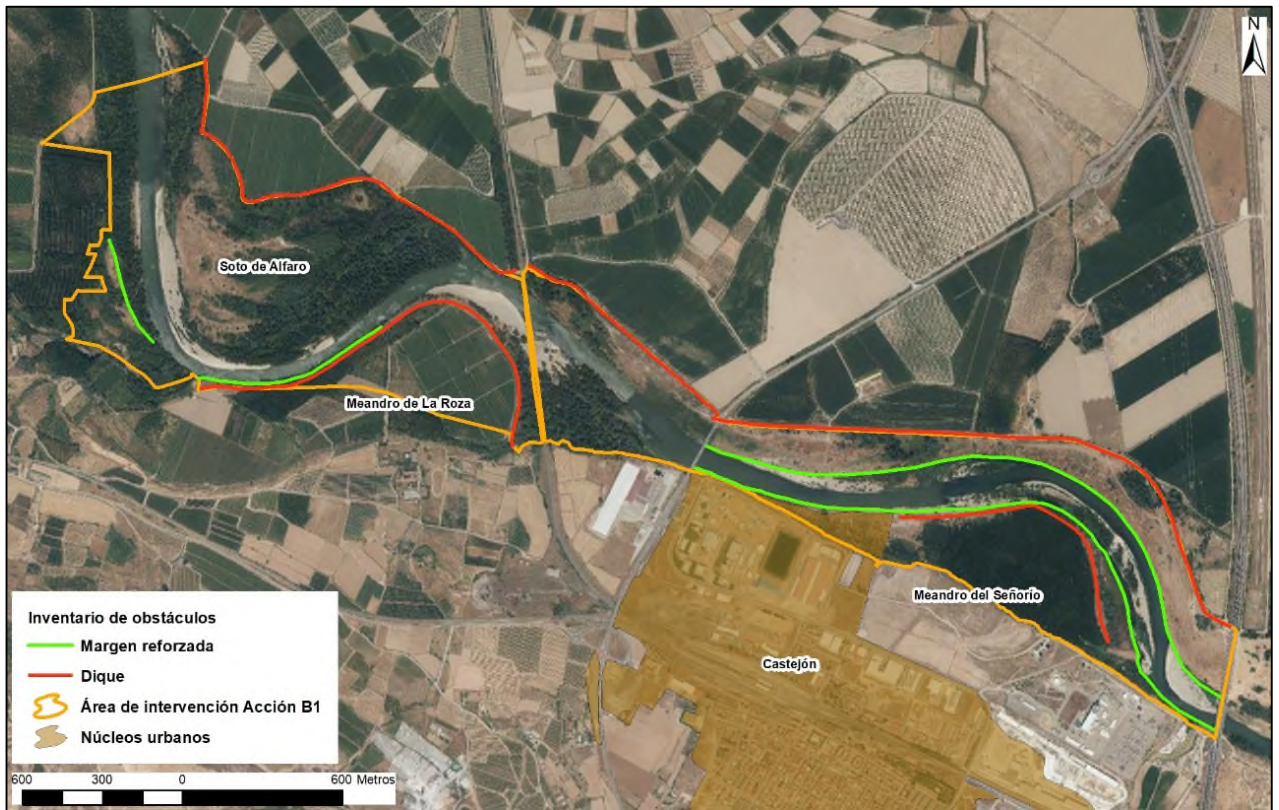 N
Soto de Alfaro
Meandro de La Roza
Meandro del Señorio
Castejón
Inventario de obstáculos
Margen reforzada
Dique
Área de intervención Acción B1
Núcleos urbanos
600 300 0 600 Metros